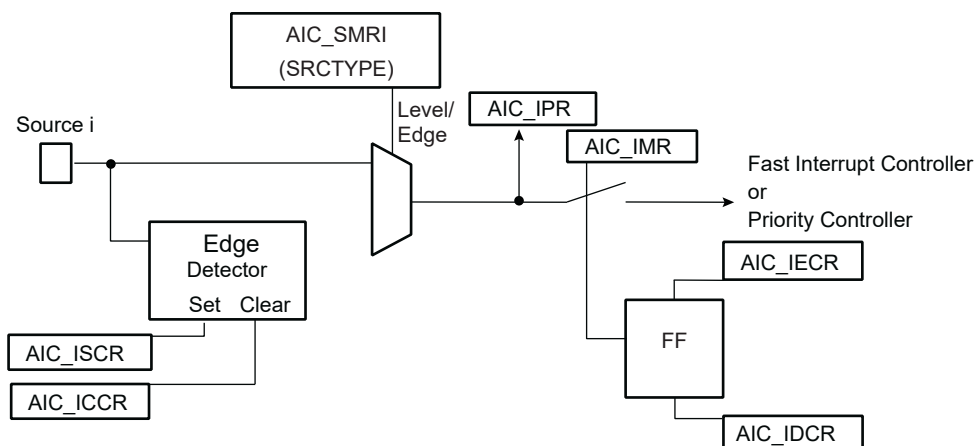 AIC_SMRI
(SRCTYPE)
Source i
Level/
Edge
AIC_IPR
AIC_IMR
Fast Interrupt Controller
or
Priority Controller
Edge
Detector
Set Clear
AIC_IECR
FF
AIC_ISCR
AIC_ICCR
AIC_IDCR